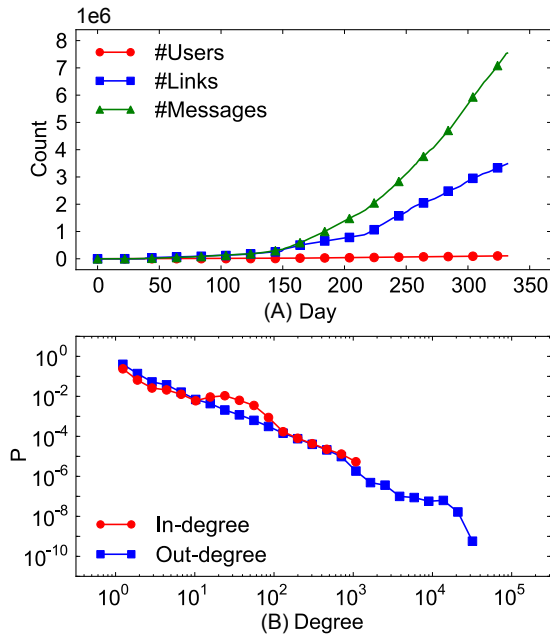 1e6
8
7
6
5
4
3
2
1
0
Count
#Users
#Links
#Messages
0 50 100 150 200 250 300 350
(A) Day
10^0
10^-2
10^-4
10^-6
10^-8
10^-10
P
In-degree
Out-degree
10^0 10^1 10^2 10^3 10^4 10^5
(B) Degree